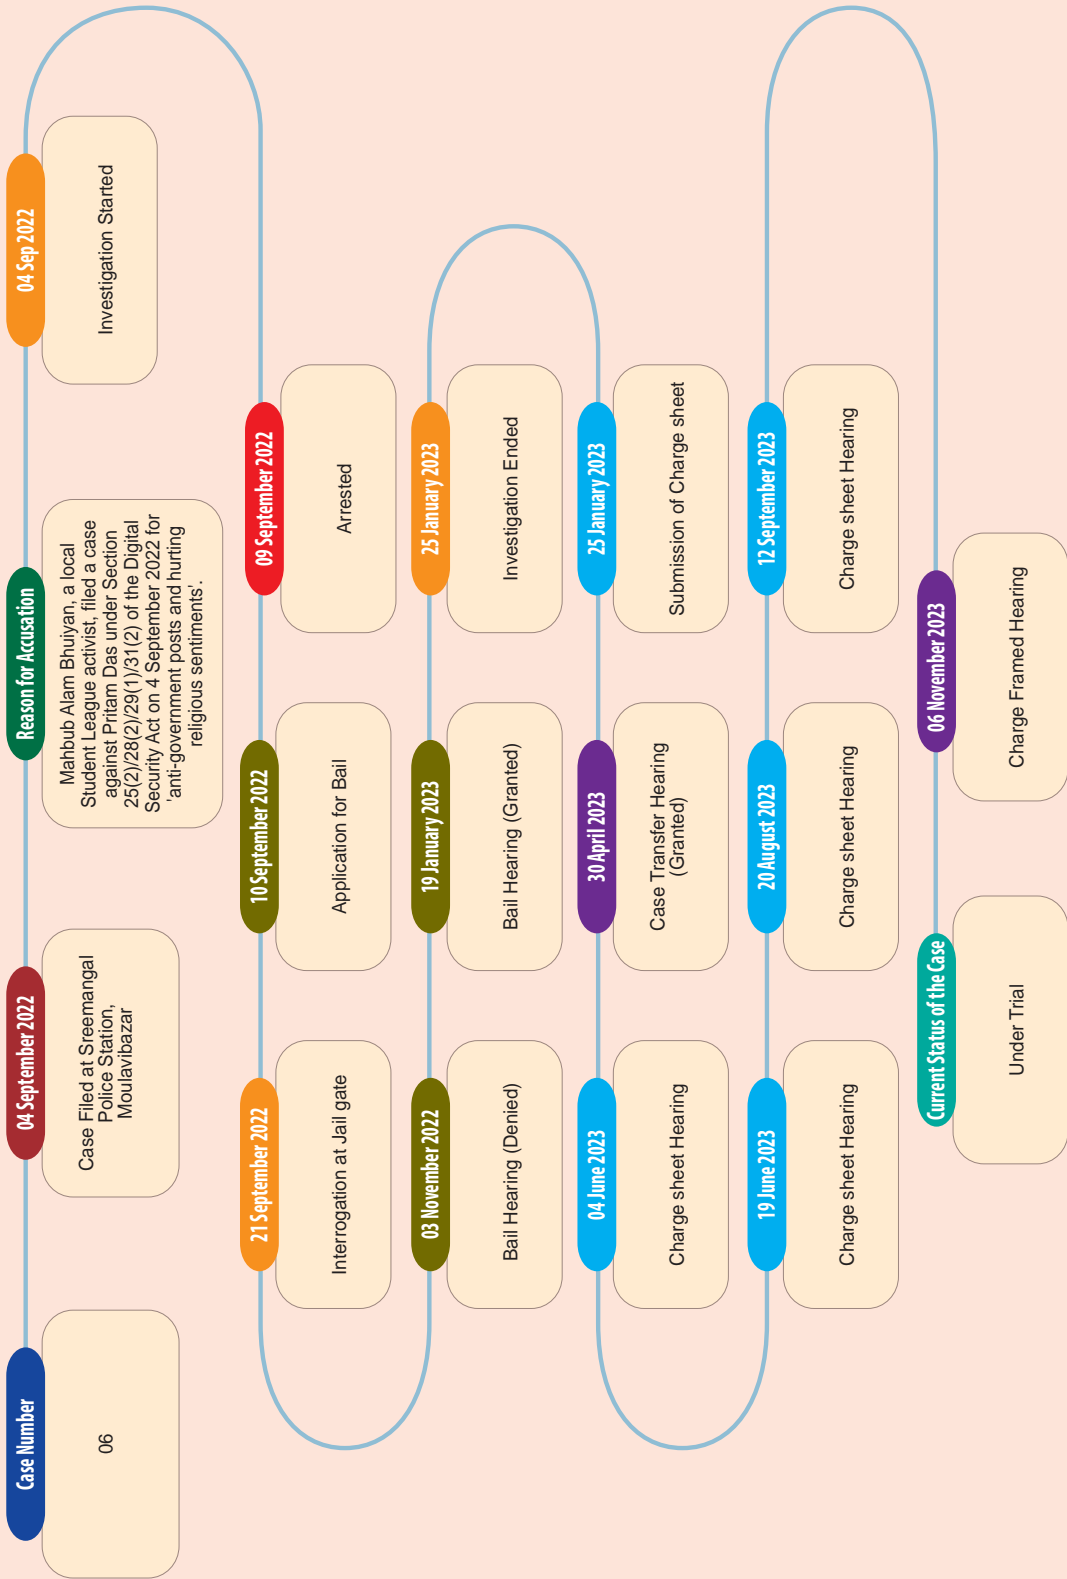 Case Number
06
04 September 2022
Case Filed at Sreemangal
Police Station,
Moulavibazar
Reason for Accusation
Mahbub Alam Bhuiyan, a local
Student League activist, filed a case
against Pritam Das under Section
25(2)/28(2)/29(1)/31(2) of the Digital
Security Act on 4 September 2022 for
'anti-government posts and hurting
religious sentiments'.
04 Sep 2022
Investigation Started
09 September 2022
Arrested
10 September 2022
Application for Bail
21 September 2022
Interrogation at Jail gate
03 November 2022
Bail Hearing (Denied)
19 January 2023
Bail Hearing (Granted)
25 January 2023
Investigation Ended
25 January 2023
Submission of Charge sheet
30 April 2023
Case Transfer Hearing
(Granted)
04 June 2023
Charge sheet Hearing
19 June 2023
Charge sheet Hearing
20 August 2023
Charge sheet Hearing
12 September 2023
Charge sheet Hearing
06 November 2023
Charge Framed Hearing
Current Status of the Case
Under Trial